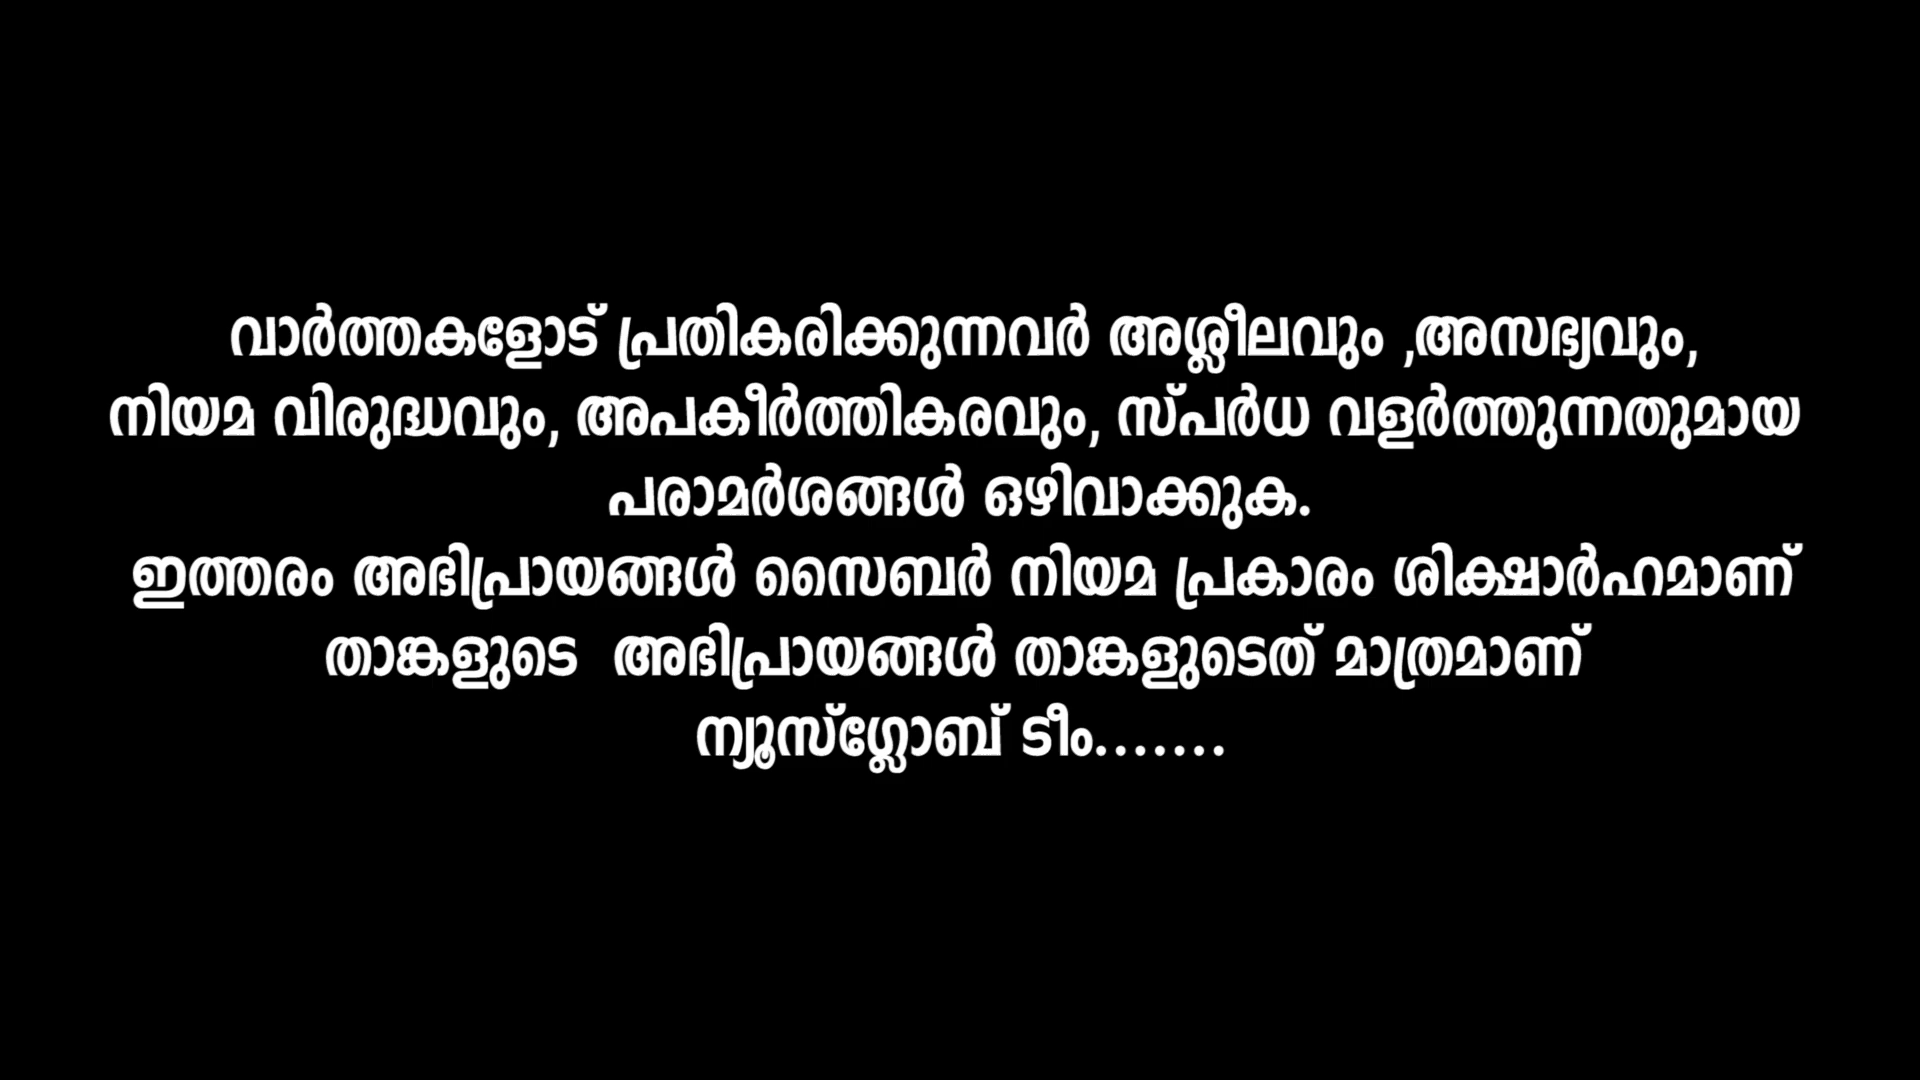 വാർത്തകളോട് പ്രതികരിക്കുന്നവർ അശ്ലീലവും ,അസഭ്യവും,
നിയമ വിരുദ്ധവും, അപകീർത്തികരവും, സ്പർധ വളർത്തുന്നതുമായ
പരാമർശങ്ങൾ ഒഴിവാക്കുക.
ഇത്തരം അഭിപ്രായങ്ങൾ സൈബർ നിയമ പ്രകാരം ശിക്ഷാർഹമാണ്
താങ്കളുടെ  അഭിപ്രായങ്ങൾ താങ്കളുടെത് മാത്രമാണ്
ന്യൂസ്ഗ്ലോബ് ടീം.......